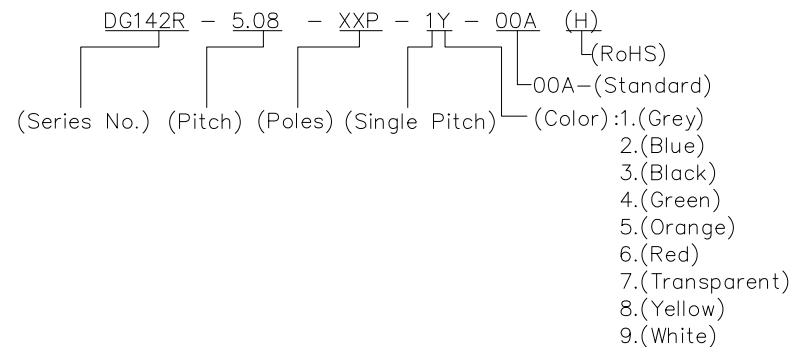 DG142R - 5.08 - XXP - 1Y - 00A (H)
(RoHS)
00A-(Standard)
(Series No.) (Pitch) (Poles) (Single Pitch) (Color):1.(Grey)
2.(Blue)
3.(Black)
4.(Green)
5.(Orange)
6.(Red)
7.(Transparent)
8.(Yellow)
9.(White)